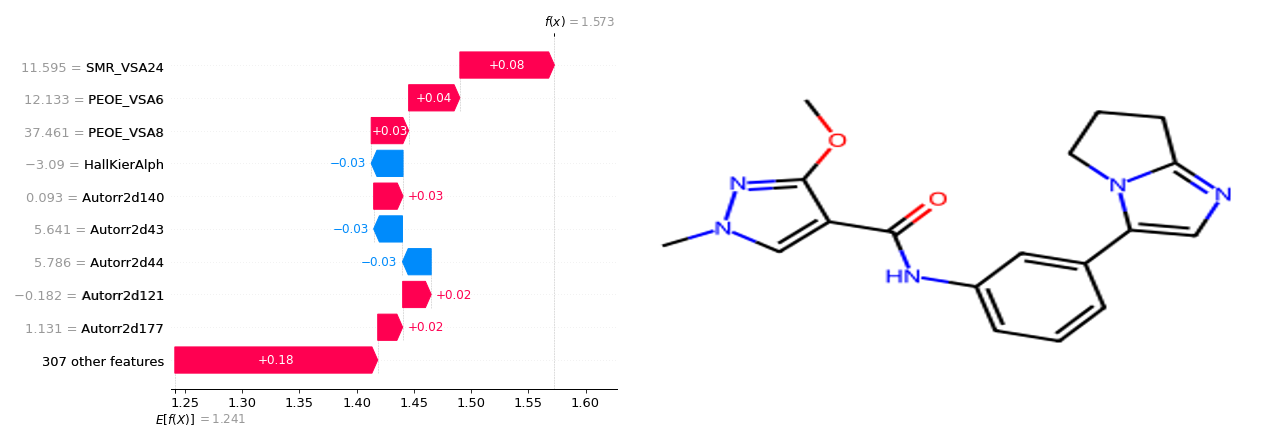 f(x) = 1.573
11.595 = SMR_VSA24 +0.08
12.133 = PEOE_VSA6 +0.04
37.461 = PEOE_VSA8 +0.03
−3.09 = HallKierAlph −0.03
0.093 = Autorr2d140 +0.03
5.641 = Autorr2d43 −0.03
5.786 = Autorr2d44 −0.03
−0.182 = Autorr2d121 +0.02
1.131 = Autorr2d177 +0.02
307 other features +0.18
1.25 1.30 1.35 1.40 1.45 1.50 1.55 1.60
E[f(X)] = 1.241
O
N
N
O
HN
N
N